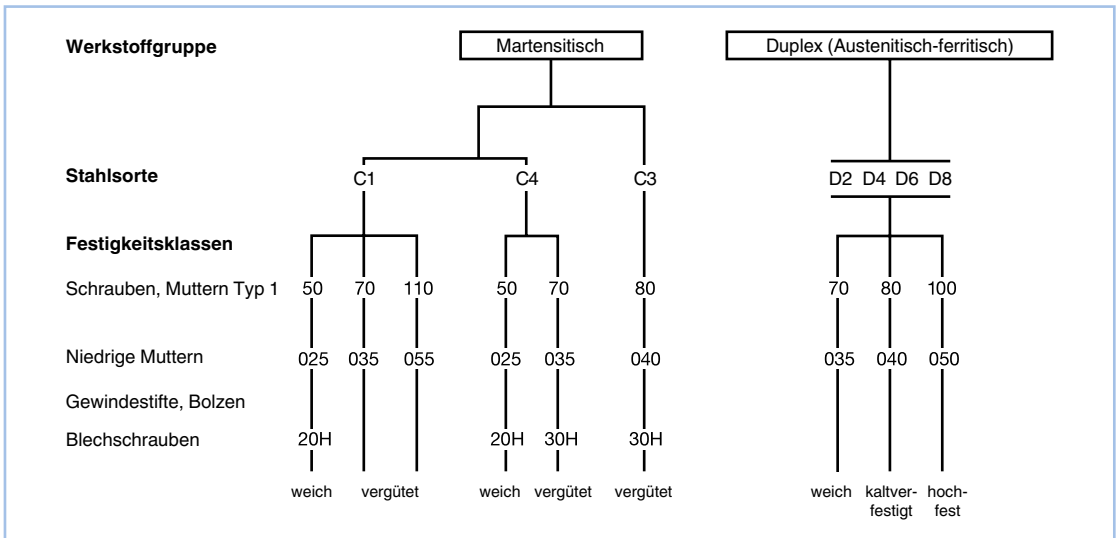 Werkstoffgruppe Martensitisch Duplex (Austenitisch-ferritisch)
Stahlsorte C1 C4 C3 D2 D4 D6 D8
Festigkeitsklassen
Schrauben, Muttern Typ 1 50 70 110 50 70 80 70 80 100
Niedrige Muttern 025 035 055 025 035 040 035 040 050
Gewindestifte, Bolzen
Blechschrauben 20H 20H 30H 30H
weich vergütet weich vergütet vergütet weich kaltver- hoch-
festigt fest